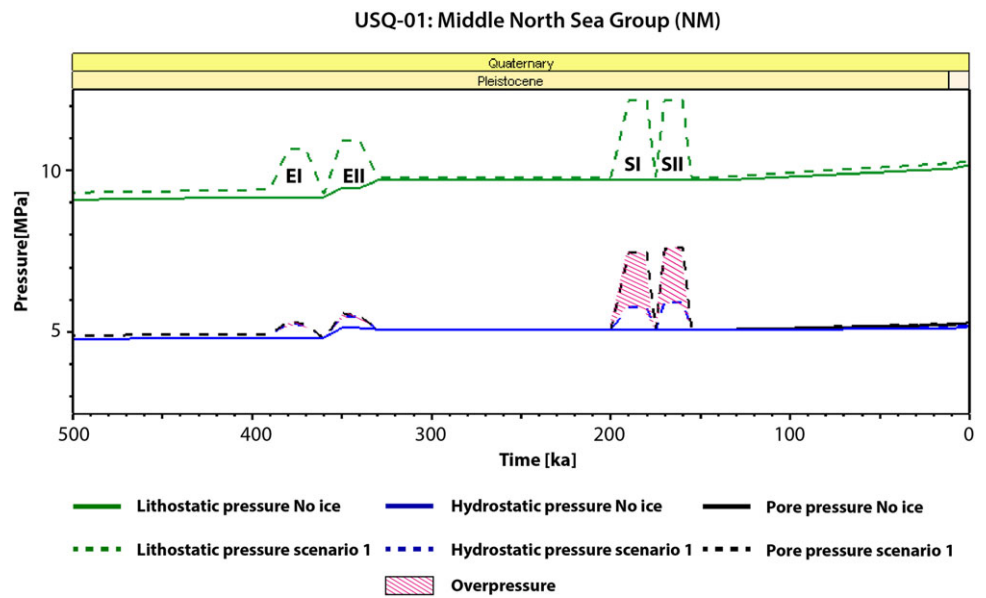 USQ-01: Middle North Sea Group (NM)
Quaternary
Pleistocene
EI
EII
SI
SII
10
5
Pressure[MPa]
500
400
300
200
100
0
Time [ka]
Lithostatic pressure No ice
Hydrostatic pressure No ice
Pore pressure No ice
Lithostatic pressure scenario 1
Hydrostatic pressure scenario 1
Pore pressure scenario 1
Overpressure